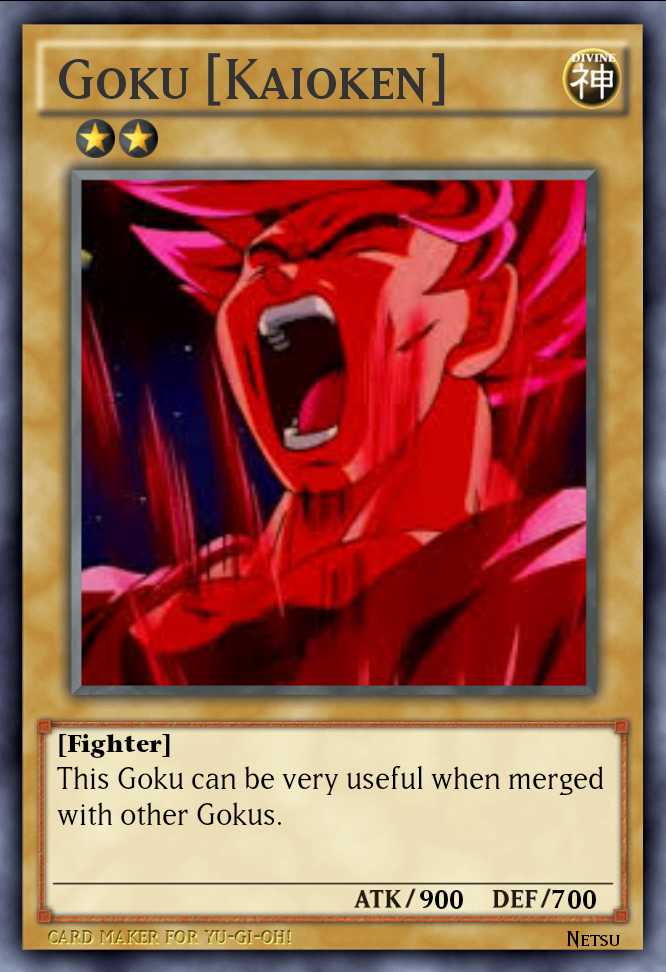 Goku [Kaioken]
DIVINE
神
[Fighter]
This Goku can be very useful when merged
with other Gokus.
ATK/900 DEF/700
CARD MAKER FOR YU-GI-OH!
Netsu